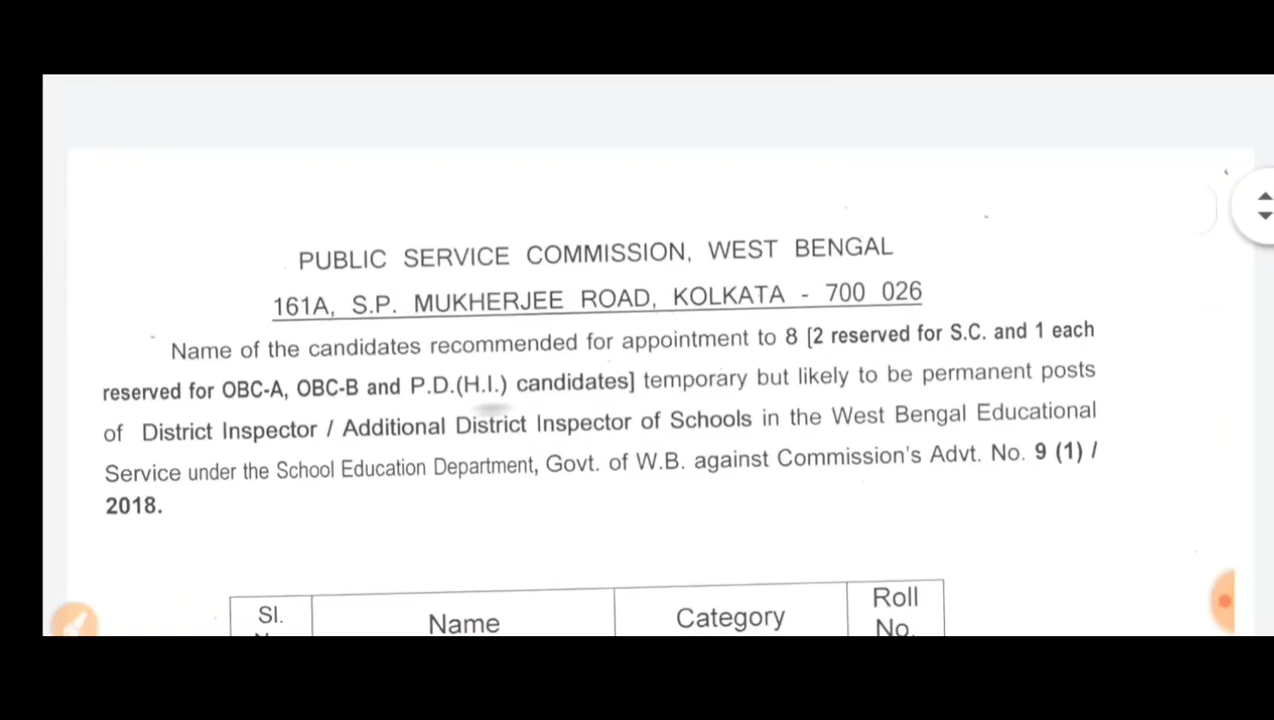 PUBLIC SERVICE COMMISSION, WEST BENGAL
161A, S.P. MUKHERJEE ROAD, KOLKATA - 700 026
Name of the candidates recommended for appointment to 8 [2 reserved for S.C. and 1 each
reserved for OBC-A, OBC-B and P.D.(H.I.) candidates] temporary but likely to be permanent posts
of District Inspector / Additional District Inspector of Schools in the West Bengal Educational
Service under the School Education Department, Govt. of W.B. against Commission's Advt. No. 9 (1) /
2018.
Sl. Name Category Roll
No.